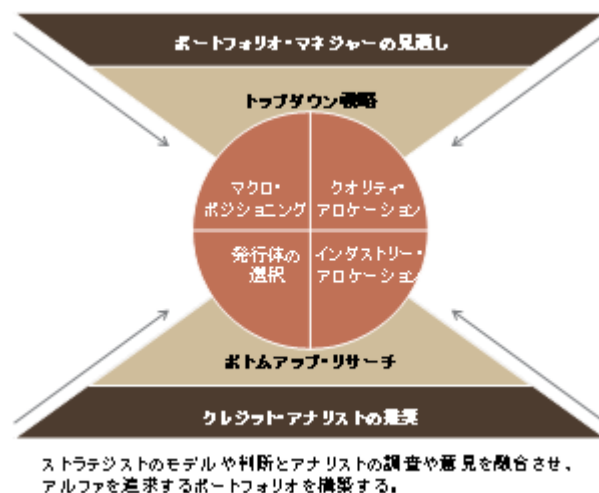 ポートフォリオ・マネジャーの見通し
トップダウン戦略
マクロ・
ポジショニング
クオリティ・
アロケーション
発行体の
選択
インダストリー・
アロケーション
ボトムアップ・リサーチ
クレジット・アナリストの推奨
ストラテジストのモデルや判断とアナリストの調査や意見を融合させ、
アルファを追求するポートフォリオを構築する。